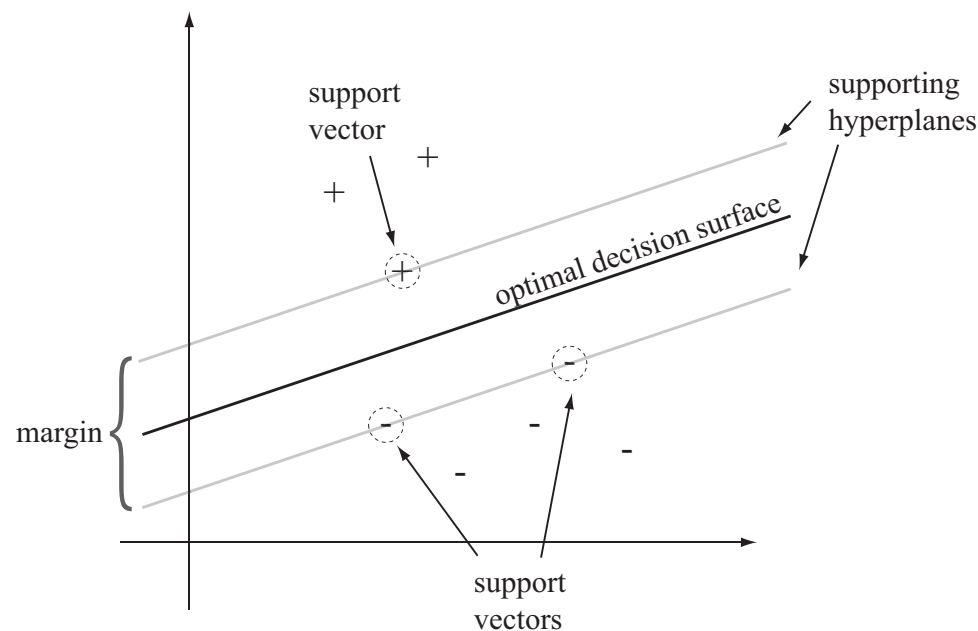 support
vector
supporting
hyperplanes
+
+
+
optimal decision surface
margin
-
-
-
-
-
support
vectors